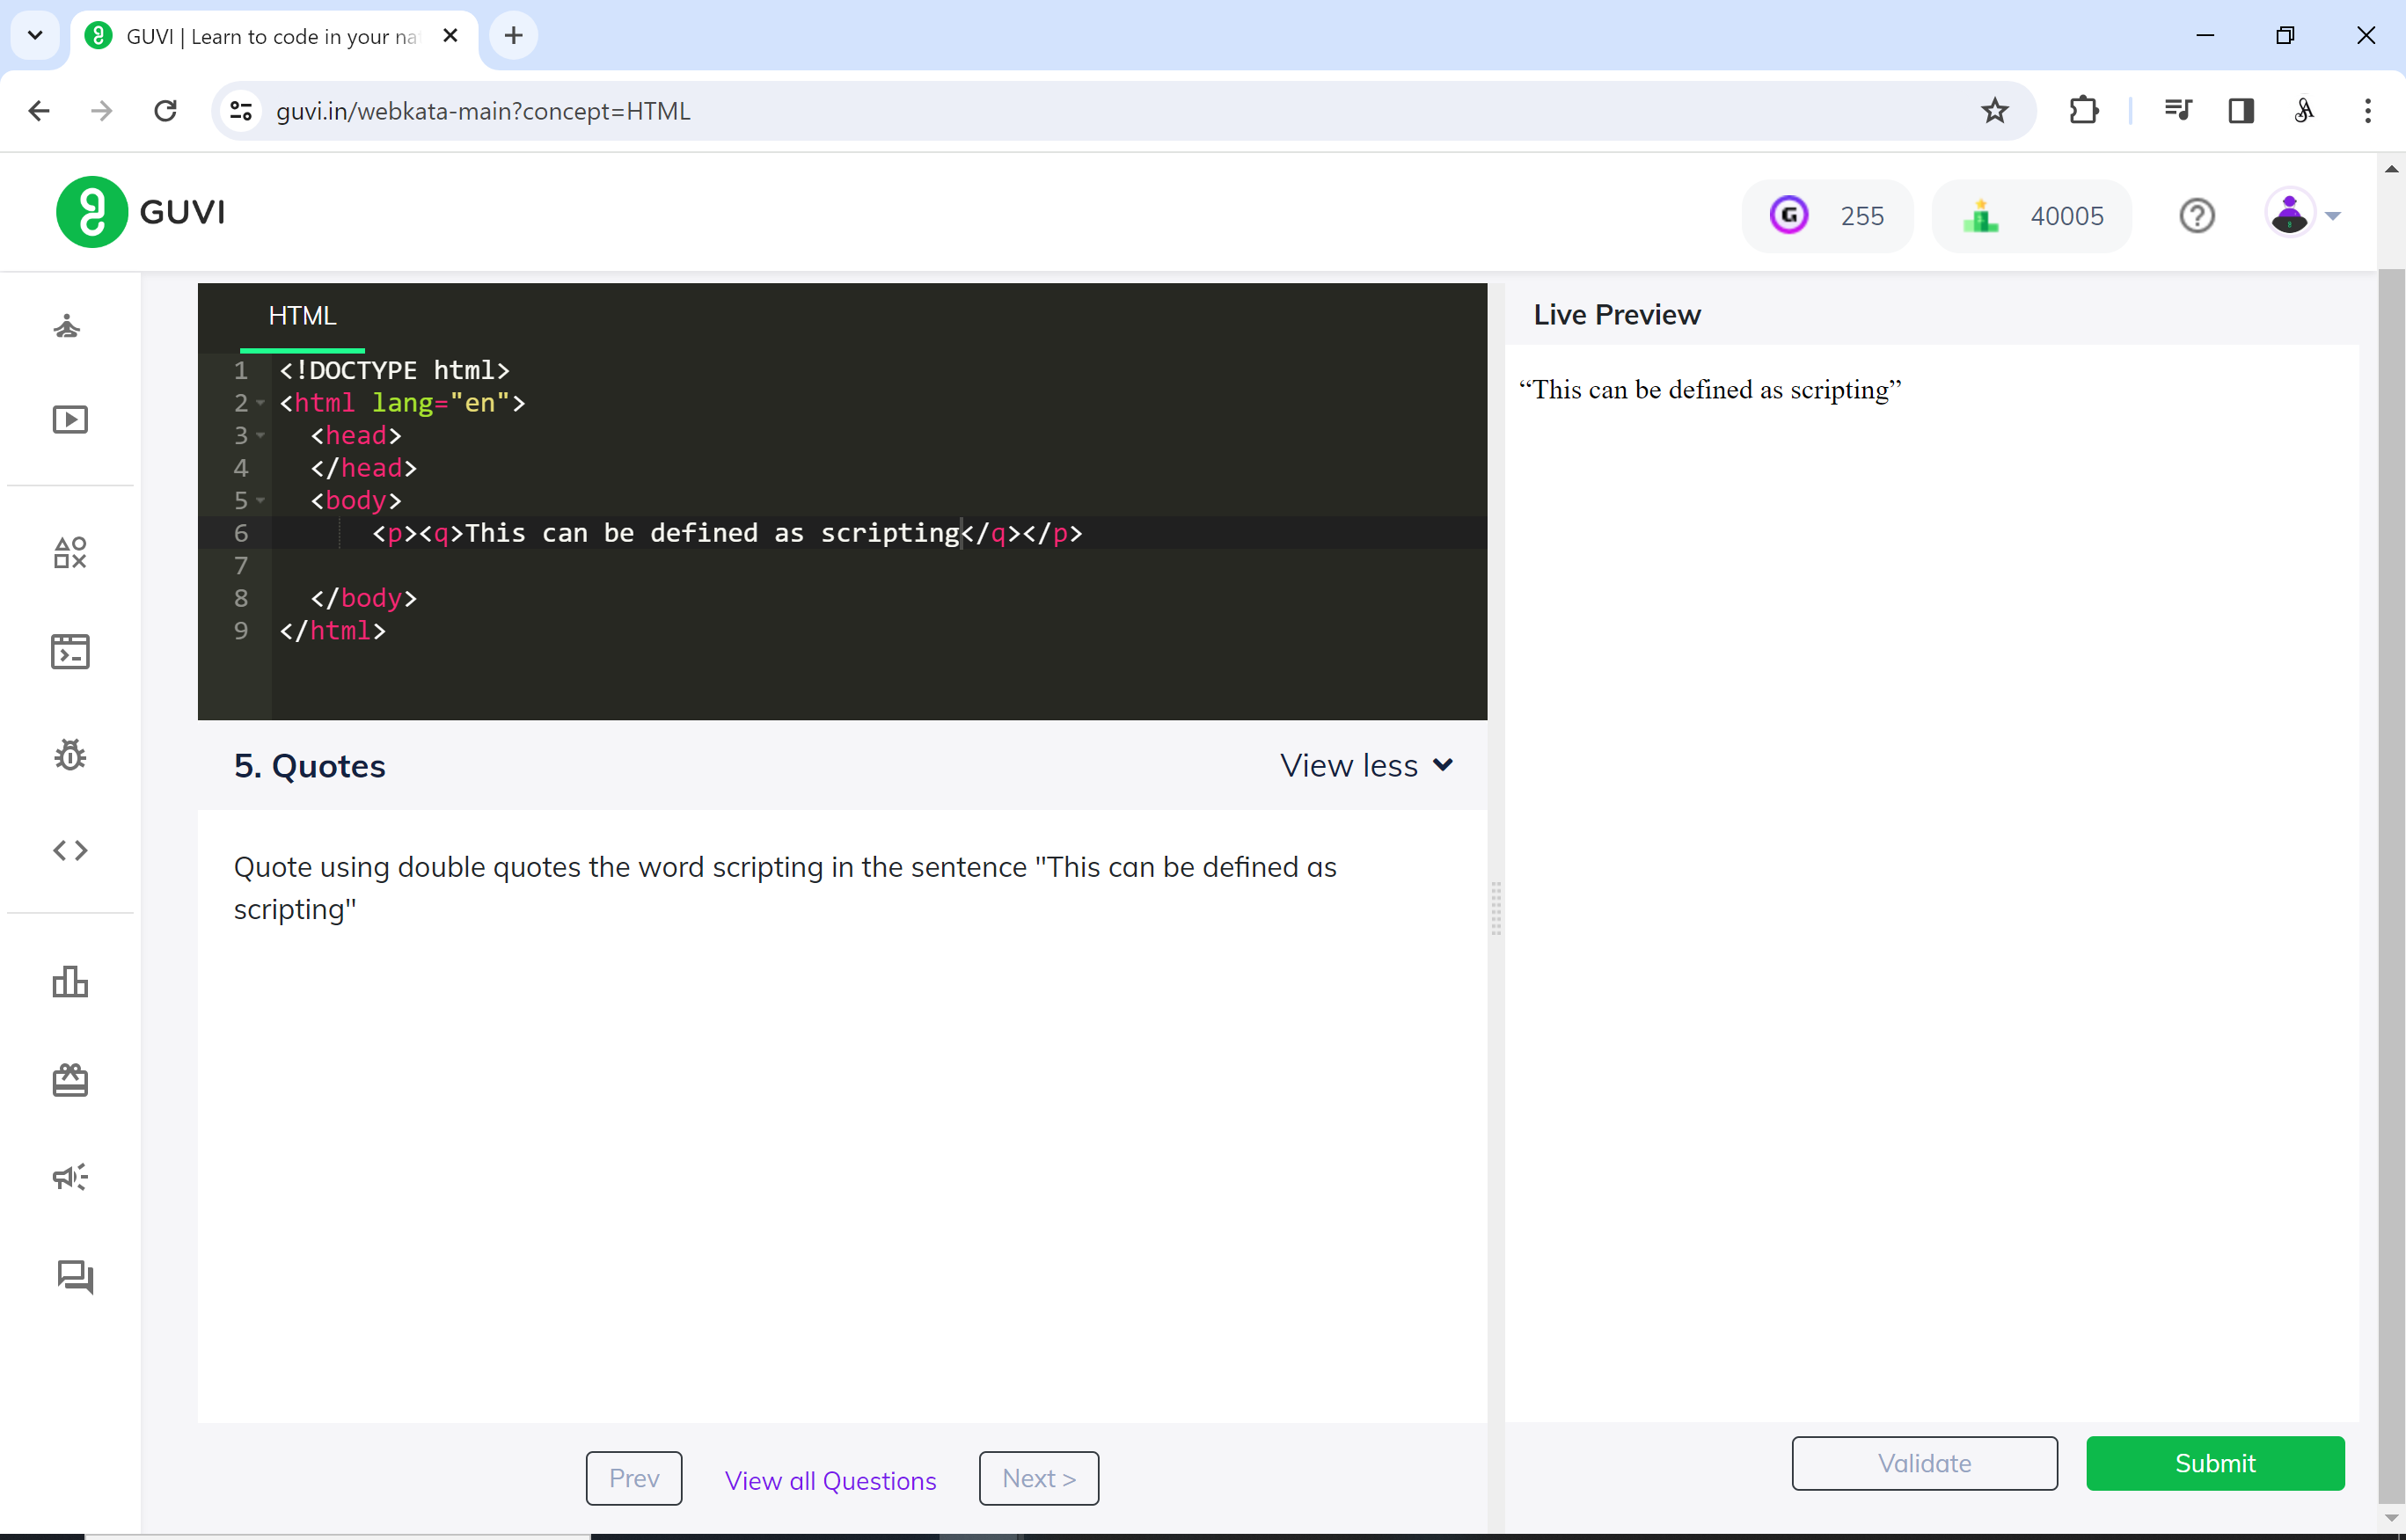 GUVI | Learn to code in your na
guvi.in/webkata-main?concept=HTML
GUVI
255
40005
HTML
1 <!DOCTYPE html>
2 <html lang="en">
3 <head>
4 </head>
5 <body>
6 <p><q>This can be defined as scripting</q></p>
7
8 </body>
9 </html>
5. Quotes
View less
Quote using double quotes the word scripting in the sentence "This can be defined as
scripting"
Prev
View all Questions
Next >
Live Preview
“This can be defined as scripting”
Validate
Submit